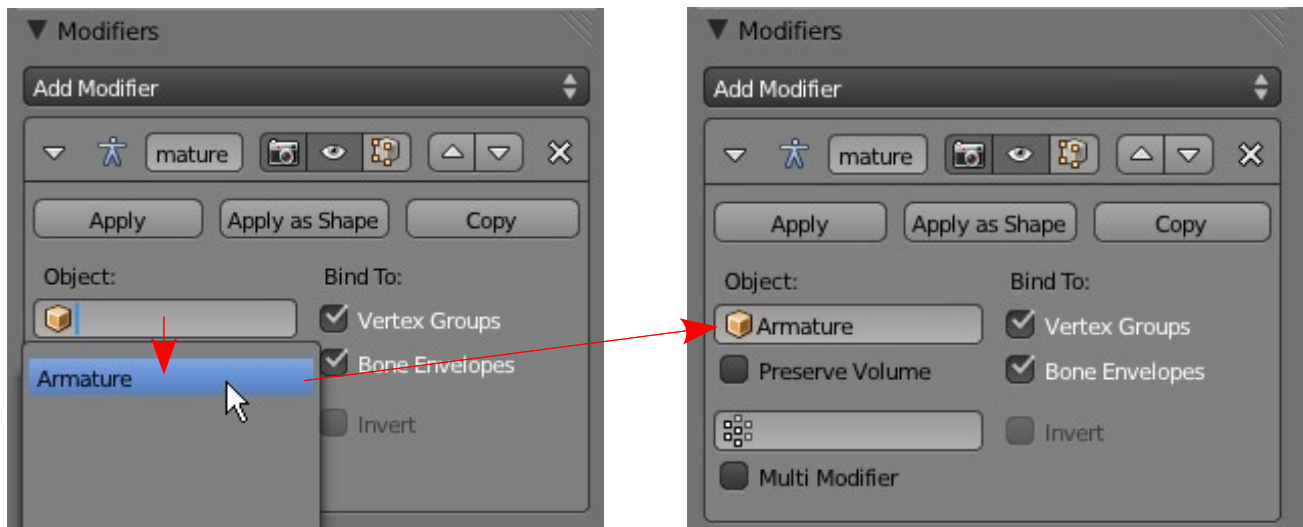 Modifiers
Add Modifier
mature
Apply
Apply as Shape
Copy
Object:
Bind To:
Vertex Groups
Armature
Bone Envelopes
Invert
Modifiers
Add Modifier
mature
Apply
Apply as Shape
Copy
Object:
Bind To:
Armature
Vertex Groups
Preserve Volume
Bone Envelopes
Invert
Multi Modifier